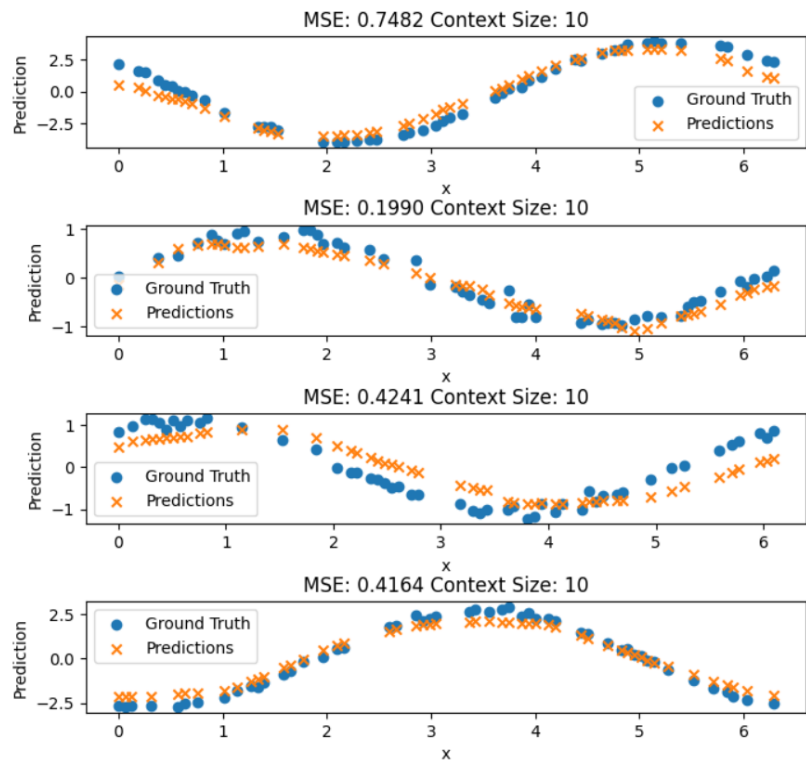 MSE: 0.7482 Context Size: 10
Prediction
2.5
0.0
−2.5
Ground Truth
Predictions
0 1 2 3 4 5 6
x
MSE: 0.1990 Context Size: 10
Prediction
1
0
−1
Ground Truth
Predictions
0 1 2 3 4 5 6
x
MSE: 0.4241 Context Size: 10
Prediction
1
0
−1
Ground Truth
Predictions
0 1 2 3 4 5 6
x
MSE: 0.4164 Context Size: 10
Prediction
2.5
0.0
−2.5
Ground Truth
Predictions
0 1 2 3 4 5 6
x